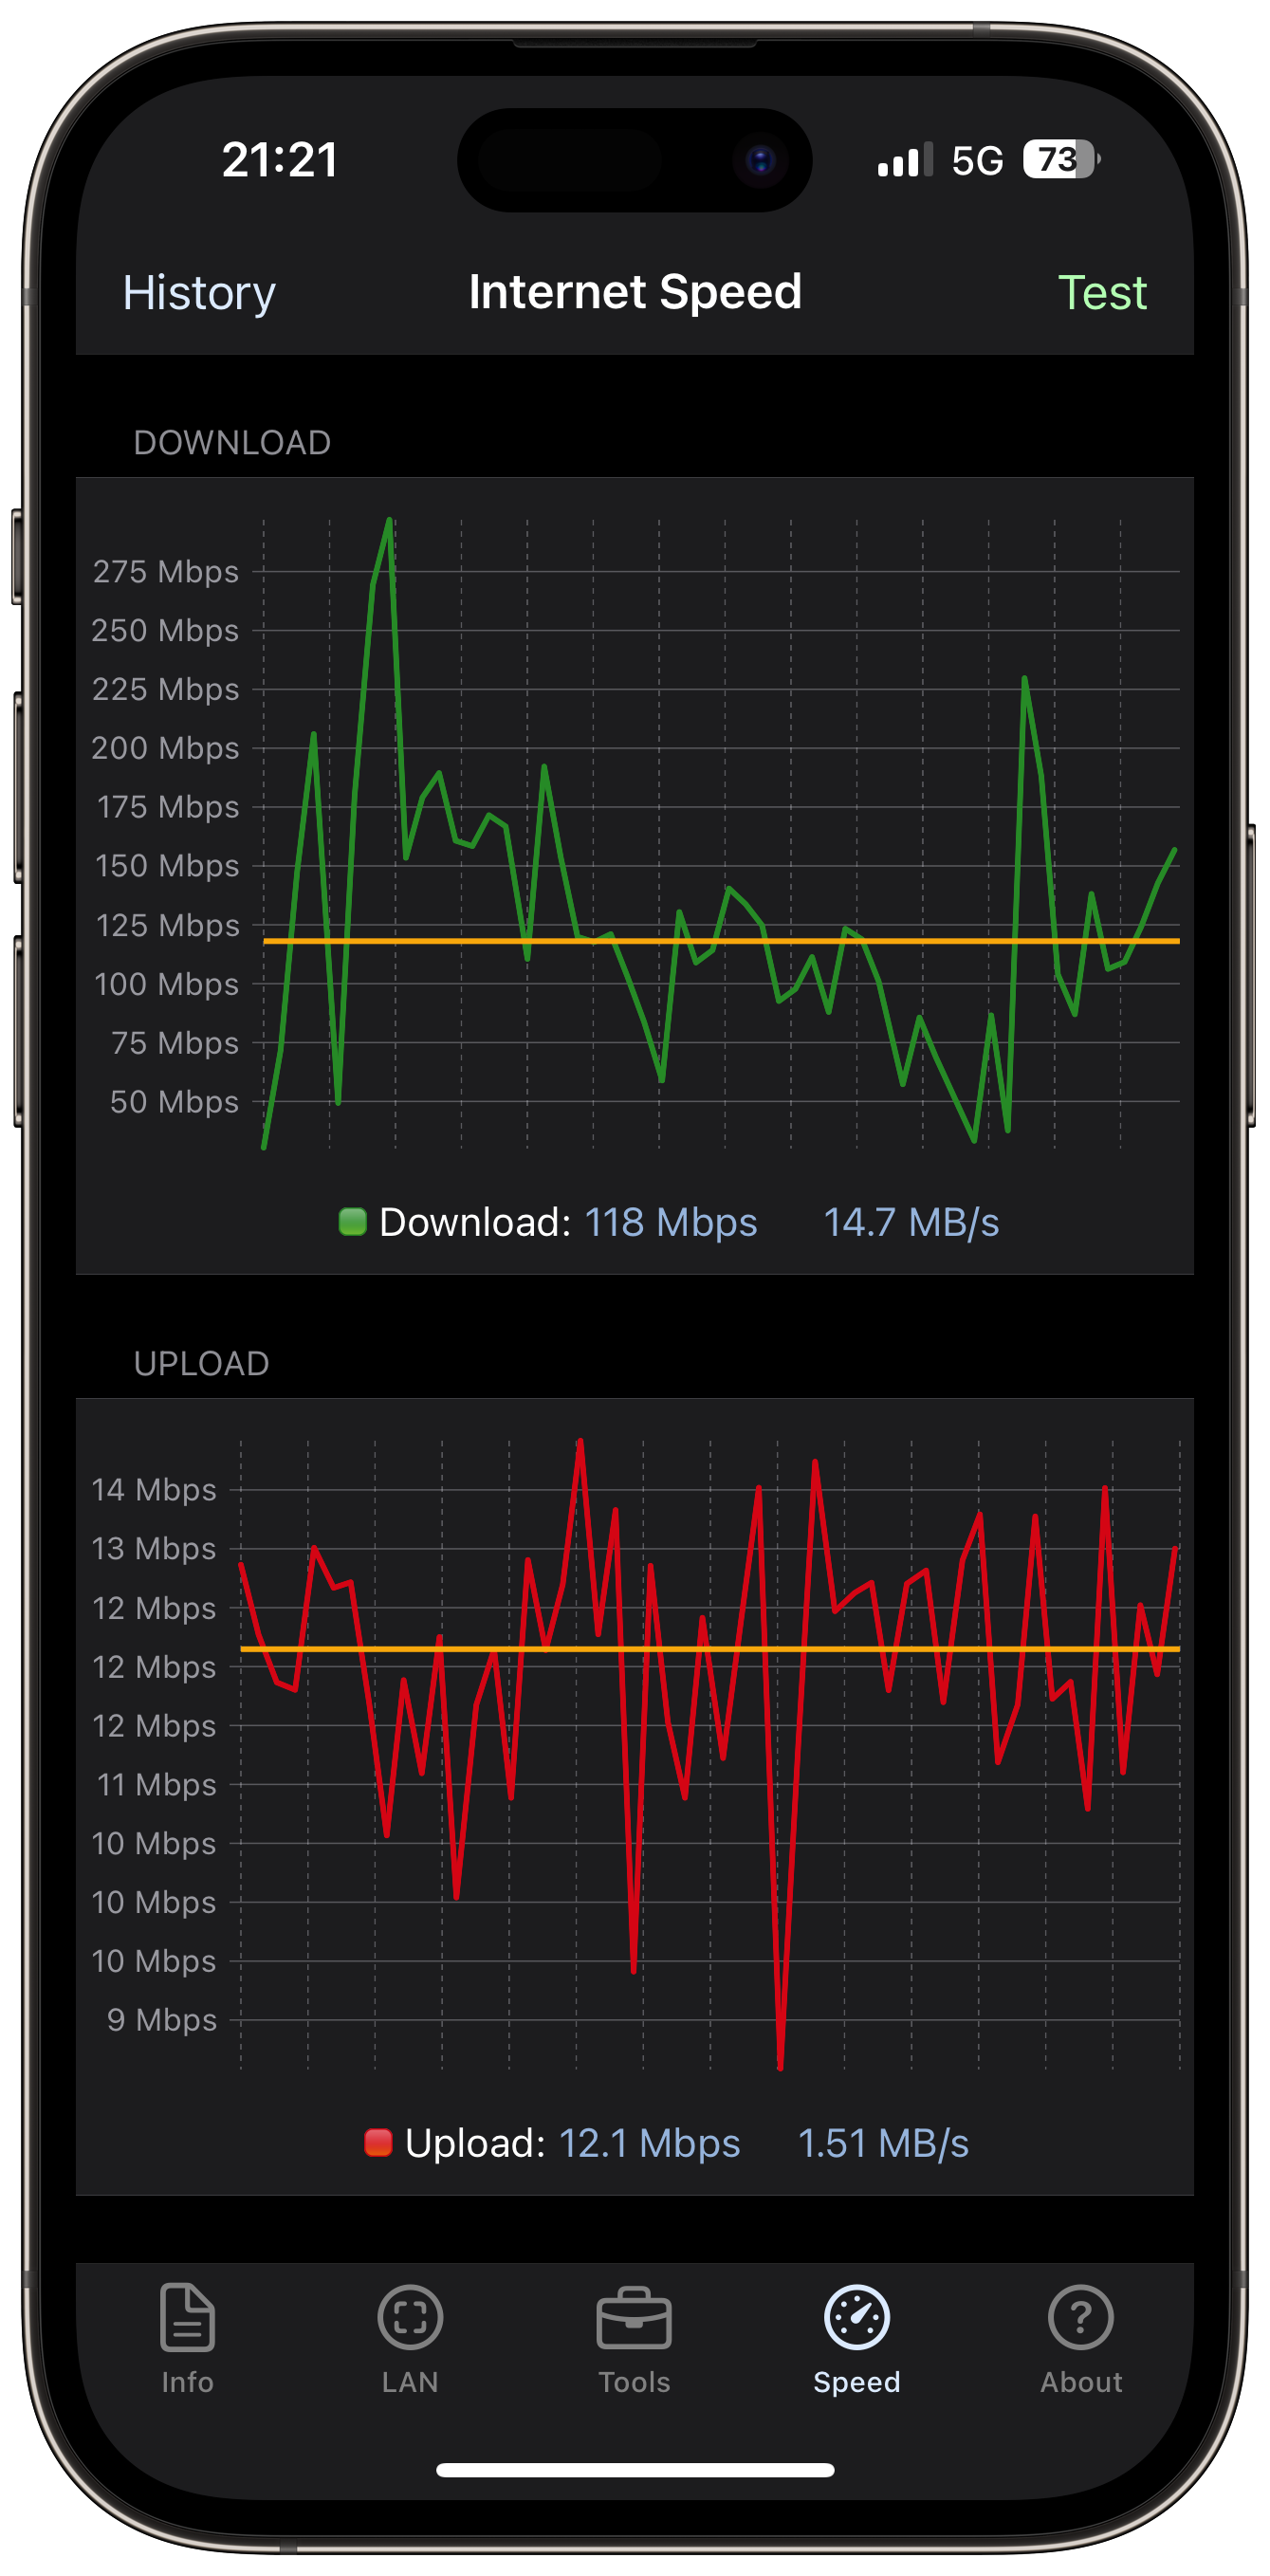 21:21 5G 73
History Internet Speed Test
DOWNLOAD
275 Mbps
250 Mbps
225 Mbps
200 Mbps
175 Mbps
150 Mbps
125 Mbps
100 Mbps
75 Mbps
50 Mbps
Download: 118 Mbps 14.7 MB/s
UPLOAD
14 Mbps
13 Mbps
12 Mbps
12 Mbps
12 Mbps
11 Mbps
10 Mbps
10 Mbps
10 Mbps
9 Mbps
Upload: 12.1 Mbps 1.51 MB/s
Info LAN Tools Speed About